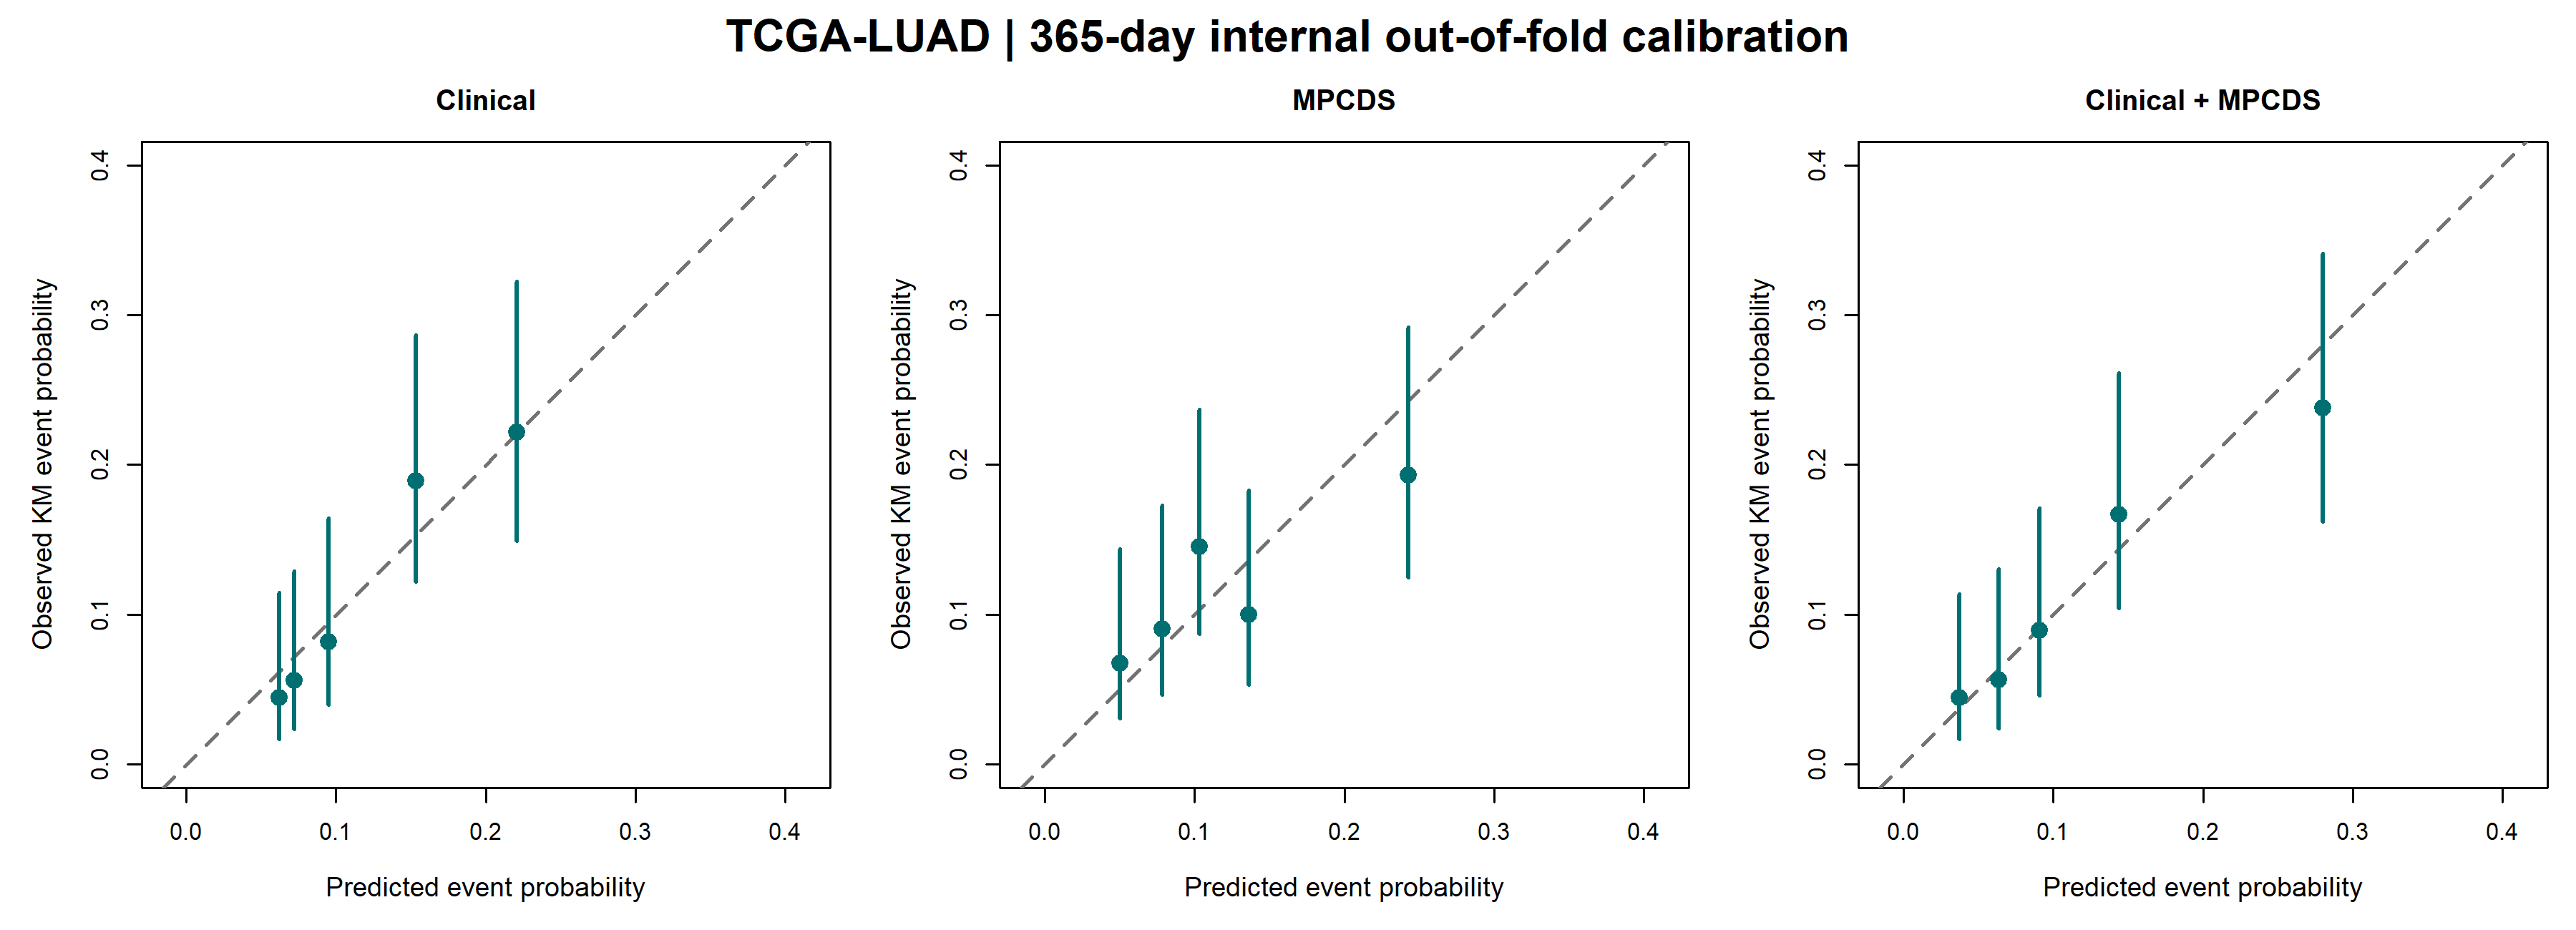 TCGA-LUAD | 365-day internal out-of-fold calibration
Clinical
Observed KM event probability
0.4
0.3
0.2
0.1
0.0
0.0 0.1 0.2 0.3 0.4
Predicted event probability
MPCDS
Observed KM event probability
0.4
0.3
0.2
0.1
0.0
0.0 0.1 0.2 0.3 0.4
Predicted event probability
Clinical + MPCDS
Observed KM event probability
0.4
0.3
0.2
0.1
0.0
0.0 0.1 0.2 0.3 0.4
Predicted event probability